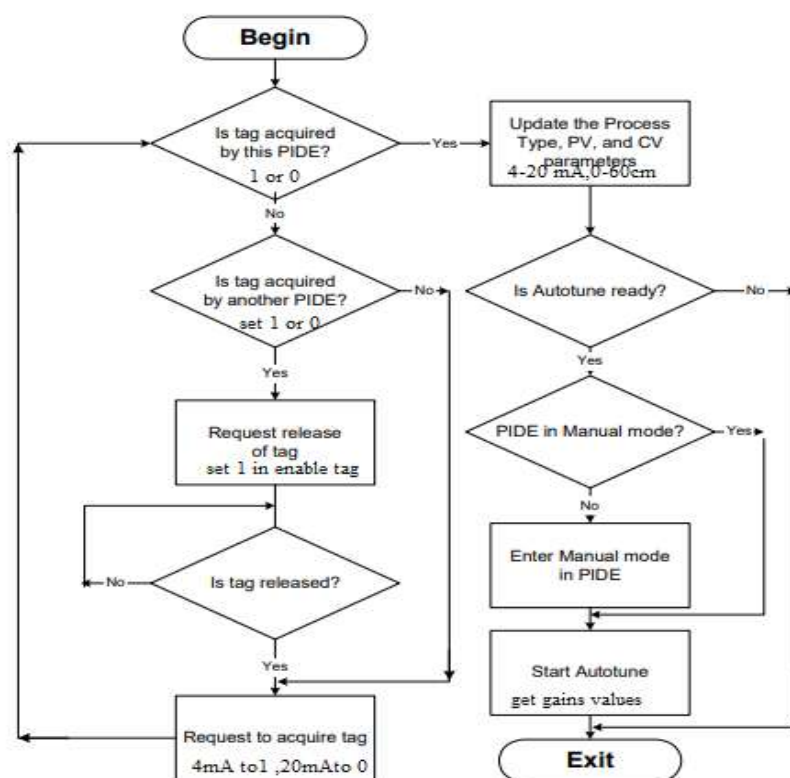 Begin
Is tag acquired
by this PIDE?
1 or 0
Yes
No
Is tag acquired
by another PIDE?
set 1 or 0
No
Yes
Request release
of tag
set 1 in enable tag
Is tag released?
No
Yes
Request to acquire tag
4mA to1 ,20mAto 0
Update the Process
Type, PV, and CV
parameters
4-20 mA,0-60cm
Is Autotune ready?
No
Yes
PIDE in Manual mode?
Yes
No
Enter Manual mode
in PIDE
Start Autotune
get gains values
Exit